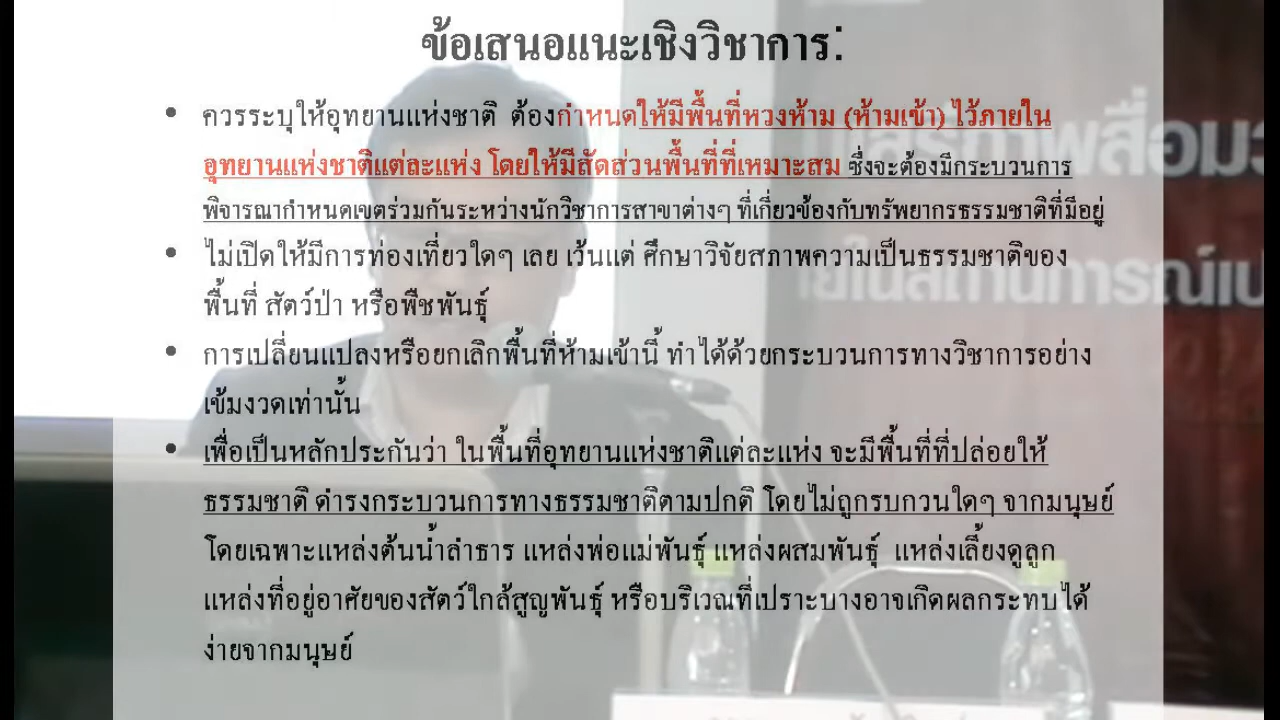 ข้อเสนอแนะเชิงวิชาการ:
• ควรระบุให้อุทยานแห่งชาติ ต้องกำหนดให้มีพื้นที่หวงห้าม (ห้ามเข้า) ไว้ภายใน
อุทยานแห่งชาติแต่ละแห่ง โดยให้มีสัดส่วนพื้นที่ที่เหมาะสม ซึ่งจะต้องมีกระบวนการ
พิจารณากำหนดเขตร่วมกันระหว่างนักวิชาการสาขาต่างๆ ที่เกี่ยวข้องกับทรัพยากรธรรมชาติที่มีอยู่
• ไม่เปิดให้มีการท่องเที่ยวใดๆ เลย เว้นแต่ ศึกษาวิจัยสภาพความเป็นธรรมชาติของ
พื้นที่ สัตว์ป่า หรือพืชพันธุ์
• การเปลี่ยนแปลงหรือยกเลิกพื้นที่ห้ามเข้านี้ ทำได้ด้วยกระบวนการทางวิชาการอย่าง
เข้มงวดเท่านั้น
• เพื่อเป็นหลักประกันว่า ในพื้นที่อุทยานแห่งชาติแต่ละแห่ง จะมีพื้นที่ที่ปล่อยให้
ธรรมชาติ ดำรงกระบวนการทางธรรมชาติตามปกติ โดยไม่ถูกรบกวนใดๆ จากมนุษย์
โดยเฉพาะแหล่งต้นน้ำลำธาร แหล่งพ่อแม่พันธุ์ แหล่งผสมพันธุ์ แหล่งเลี้ยงดูลูก
แหล่งที่อยู่อาศัยของสัตว์ใกล้สูญพันธุ์ หรือบริเวณที่เปราะบางอาจเกิดผลกระทบได้
ง่ายจากมนุษย์